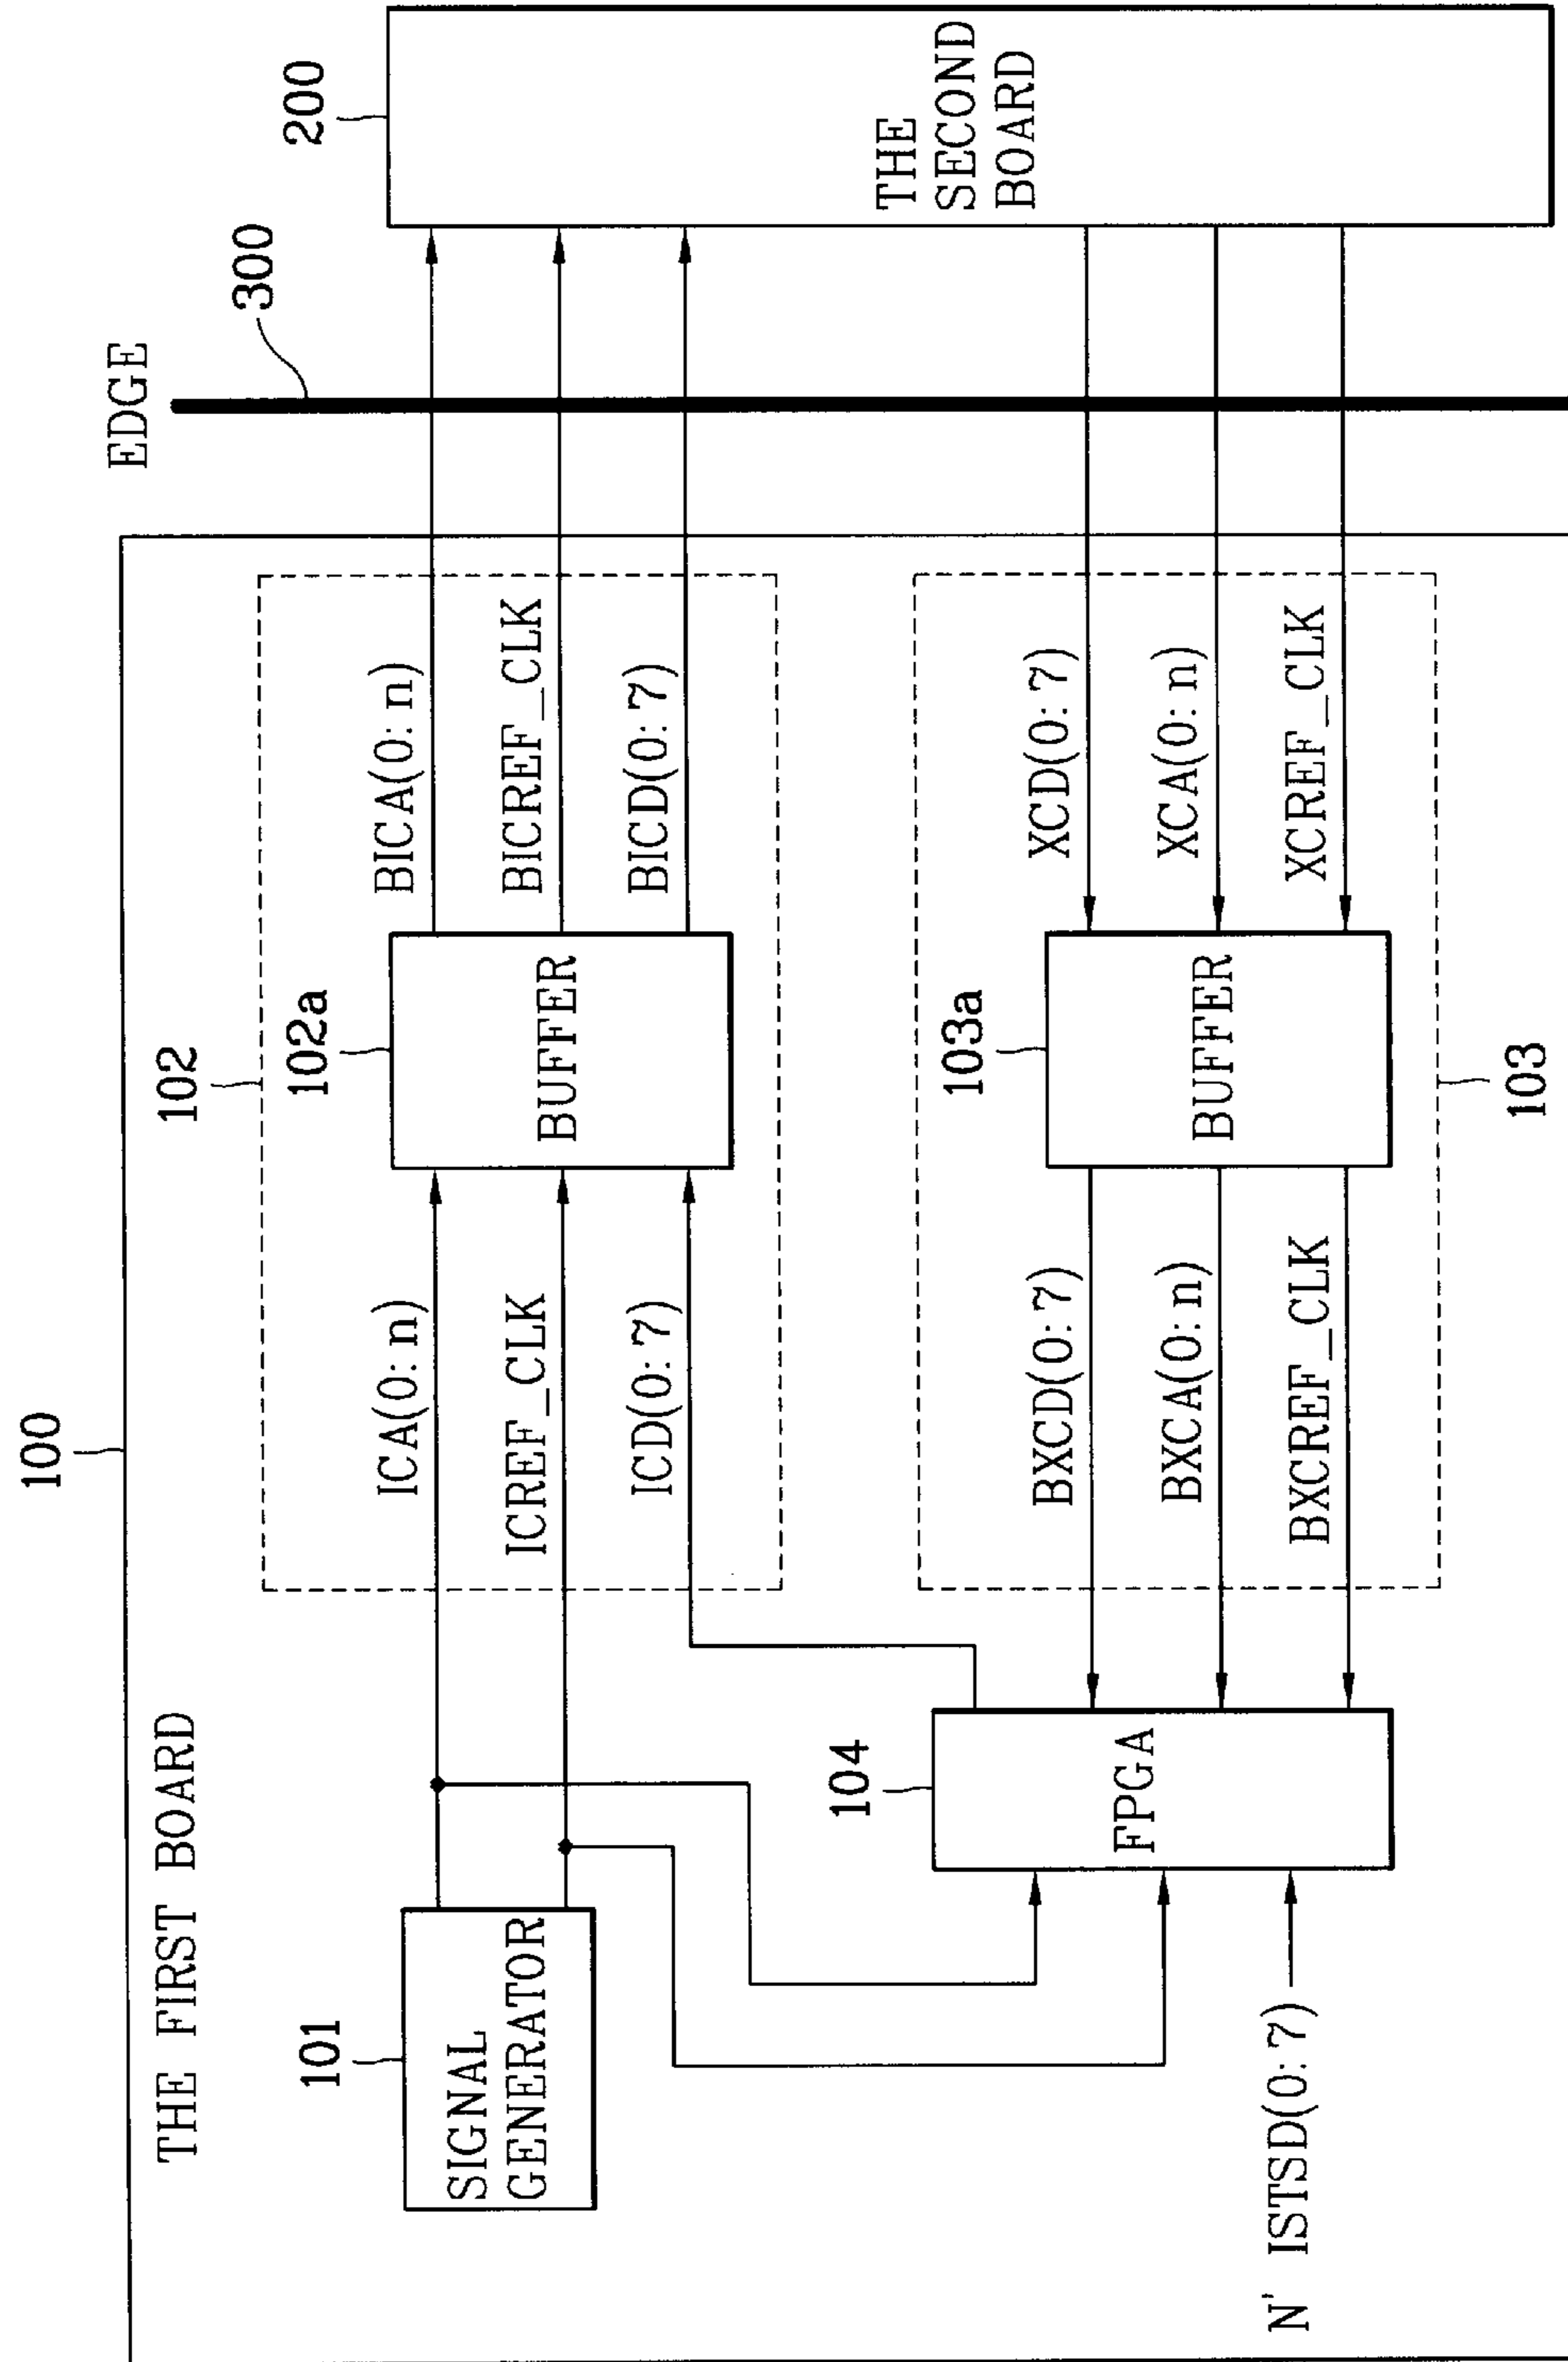 100
THE FIRST BOARD
EDGE
300
200
101
SIGNAL
GENERATOR
102
ICA(0:n)
ICREF_CLK
ICD(0:7)
102a
BUFFER
BICA(0:n)
BICREF_CLK
BICD(0:7)
THE
SECOND
BOARD
104
FPGA
N' ISTSD(0:7)
BXCD(0:7)
BXCA(0:n)
BXCREF_CLK
103a
BUFFER
XCD(0:7)
XCA(0:n)
XCREF_CLK
103